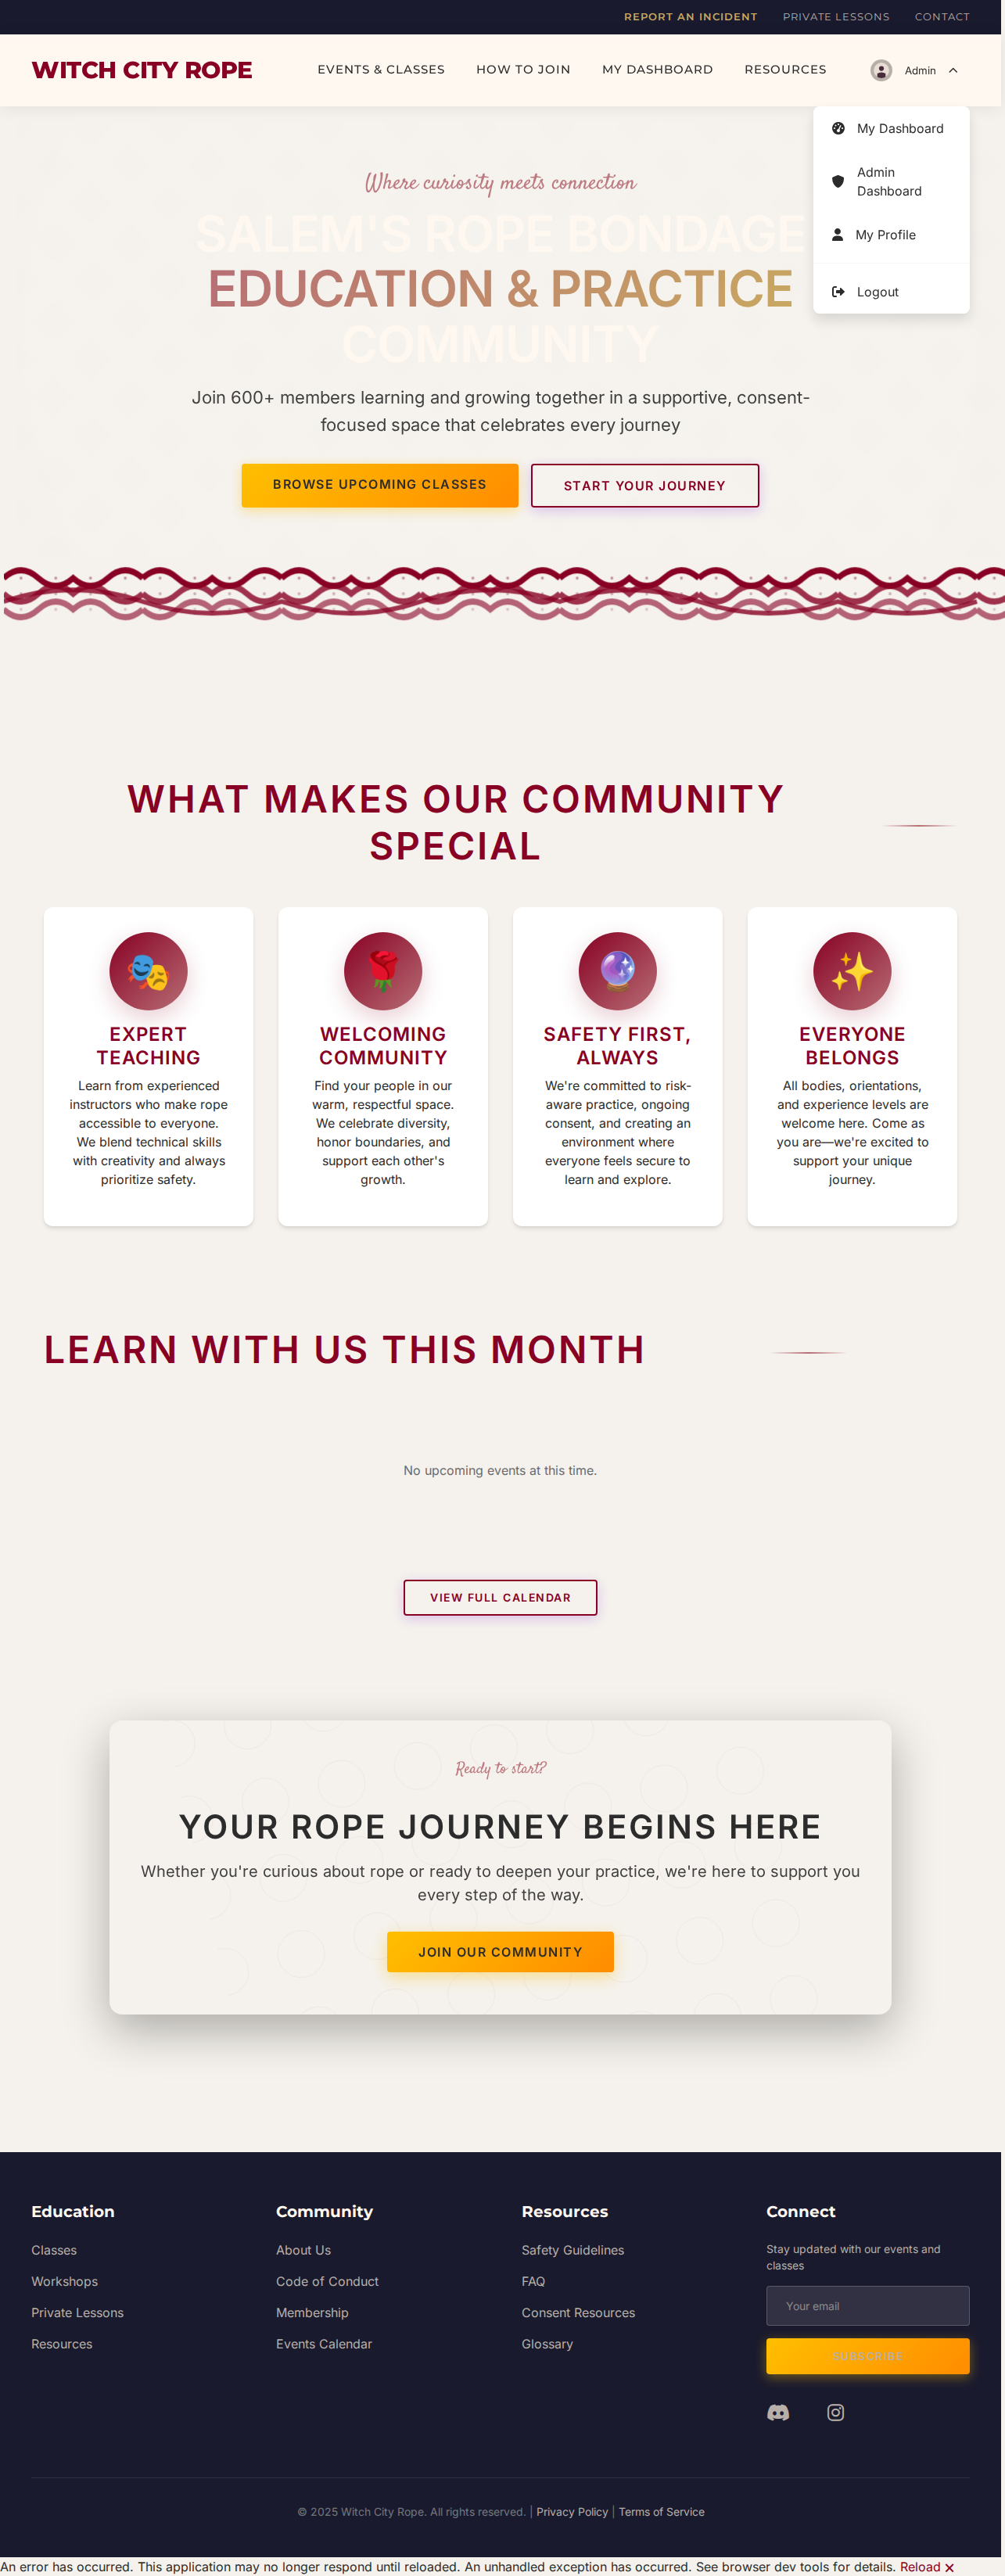 REPORT AN INCIDENT PRIVATE LESSONS CONTACT
WITCH CITY ROPE EVENTS & CLASSES HOW TO JOIN MY DASHBOARD RESOURCES Admin
My Dashboard
Admin
Dashboard
My Profile
Logout
Where curiosity meets connection
SALEM'S ROPE BONDAGE
EDUCATION & PRACTICE
COMMUNITY
Join 600+ members learning and growing together in a supportive, consent-
focused space that celebrates every journey
BROWSE UPCOMING CLASSES START YOUR JOURNEY
WHAT MAKES OUR COMMUNITY
SPECIAL
EXPERT
TEACHING
Learn from experienced
instructors who make rope
accessible to everyone.
We blend technical skills
with creativity and always
prioritize safety.
WELCOMING
COMMUNITY
Find your people in our
warm, respectful space.
We celebrate diversity,
honor boundaries, and
support each other's
growth.
SAFETY FIRST,
ALWAYS
We're committed to risk-
aware practice, ongoing
consent, and creating an
environment where
everyone feels secure to
learn and explore.
EVERYONE
BELONGS
All bodies, orientations,
and experience levels are
welcome here. Come as
you are—we're excited to
support your unique
journey.
LEARN WITH US THIS MONTH
No upcoming events at this time.
VIEW FULL CALENDAR
Ready to start?
YOUR ROPE JOURNEY BEGINS HERE
Whether you're curious about rope or ready to deepen your practice, we're here to support you
every step of the way.
JOIN OUR COMMUNITY
Education
Classes
Workshops
Private Lessons
Resources
Community
About Us
Code of Conduct
Membership
Events Calendar
Resources
Safety Guidelines
FAQ
Consent Resources
Glossary
Connect
Stay updated with our events and
classes
Your email
SUBSCRIBE
© 2025 Witch City Rope. All rights reserved. | Privacy Policy | Terms of Service
An error has occurred. This application may no longer respond until reloaded. An unhandled exception has occurred. See browser dev tools for details. Reload ✕